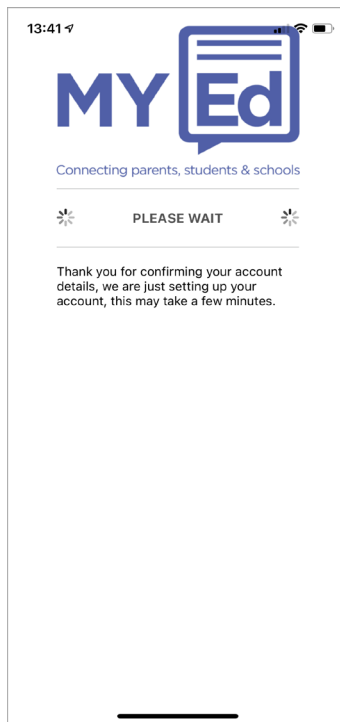 13:41
MY Ed
Connecting parents, students & schools
PLEASE WAIT
Thank you for confirming your account
details, we are just setting up your
account, this may take a few minutes.